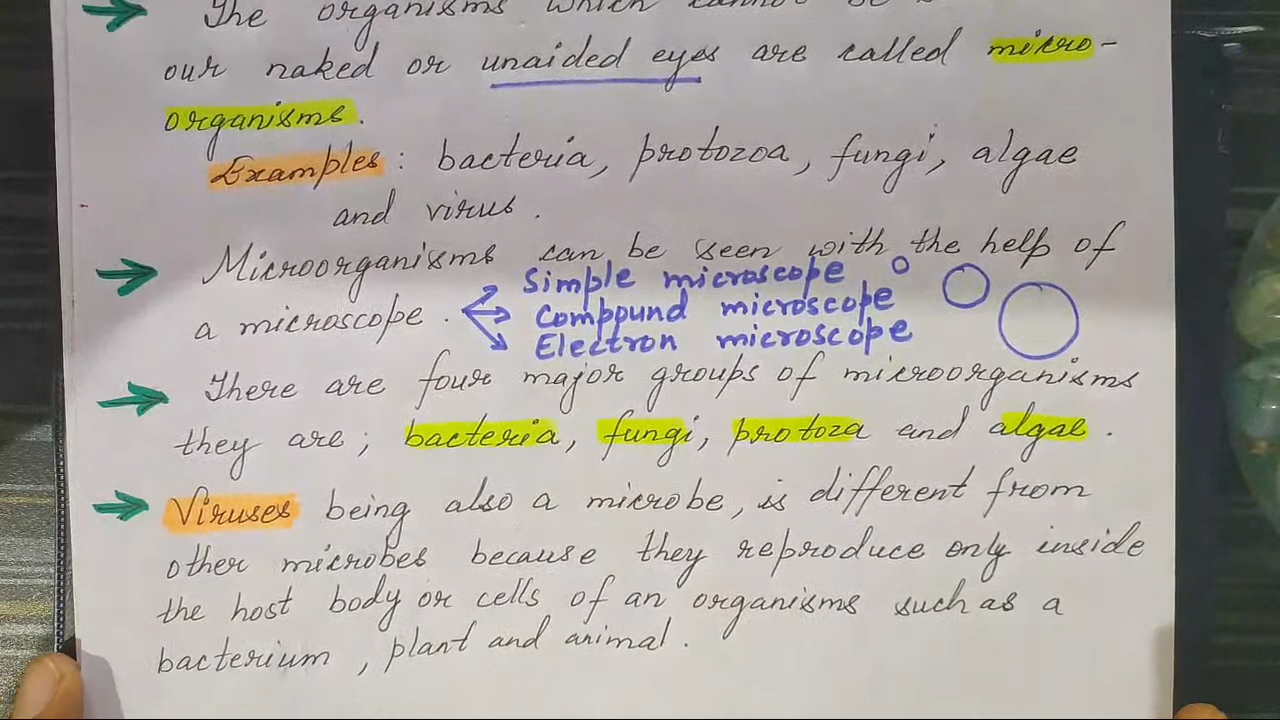 The organisms which cannot be
our naked or unaided eyes are called micro-
organisms.
Examples : bacteria, protozoa, fungi, algae
and virus.
Microorganisms can be seen with the help of
Simple microscope
a microscope.
Compound microscope
Electron microscope
There are four major groups of microorganisms
they are; bacteria, fungi, protoza and algae.
Viruses being also a microbe, is different from
other microbes because they reproduce only inside
the host body or cells of an organisms such as a
bacterium, plant and animal.